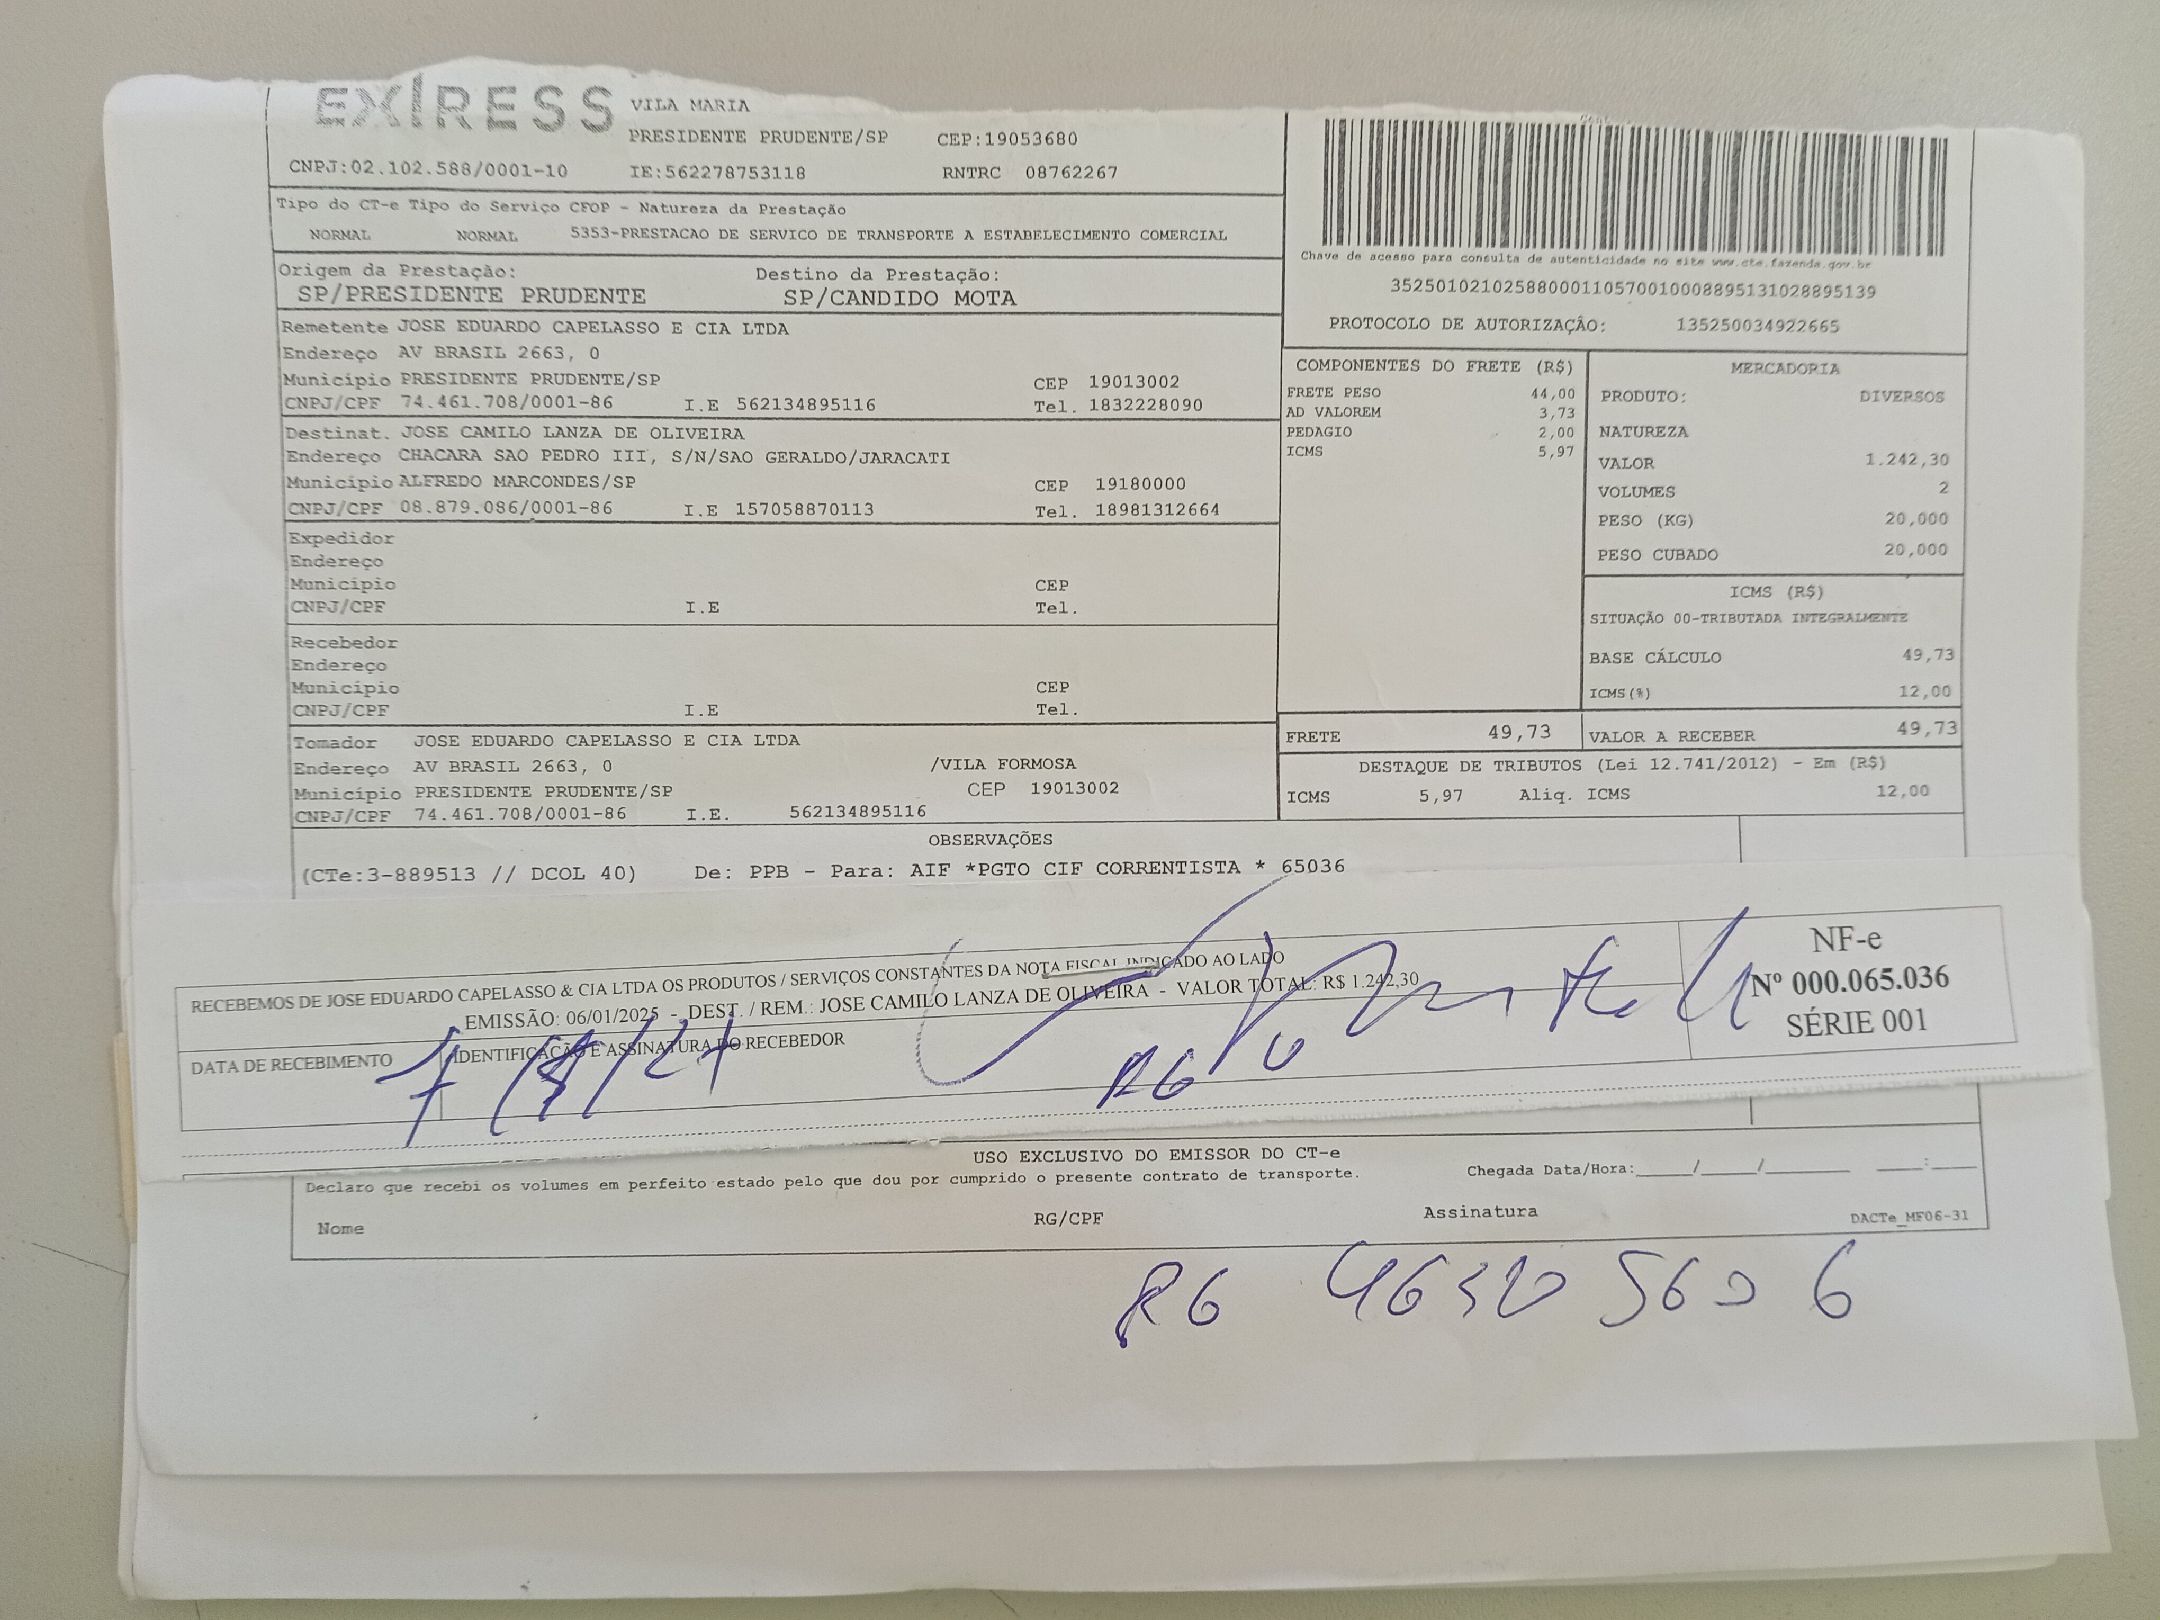 EXPRESS VILA MARIA
PRESIDENTE PRUDENTE/SP CEP:19053680
CNPJ:02.102.588/0001-10 IE:562278753118 RNTRC 08762267
Tipo do CT-e Tipo do Serviço CFOP - Natureza da Prestação
NORMAL NORMAL 5353-PRESTACAO DE SERVICO DE TRANSPORTE A ESTABELECIMENTO COMERCIAL
Origem da Prestação: Destino da Prestação:
SP/PRESIDENTE PRUDENTE SP/CANDIDO MOTA
Remetente JOSE EDUARDO CAPELASSO E CIA LTDA
Endereço AV BRASIL 2663, 0
Município PRESIDENTE PRUDENTE/SP CEP 19013002
CNPJ/CPF 74.461.708/0001-86 I.E 562134895116 Tel. 1832228090
Destinat. JOSE CAMILO LANZA DE OLIVEIRA
Endereço CHACARA SAO PEDRO III, S/N/SAO GERALDO/JARACATI
Município ALFREDO MARCONDES/SP CEP 19180000
CNPJ/CPF 08.879.086/0001-86 I.E 157058870113 Tel. 18981312664
Expedidor
Endereço
Município CEP
CNPJ/CPF I.E Tel.
Recebedor
Endereço
Município CEP
CNPJ/CPF I.E Tel.
Tomador JOSE EDUARDO CAPELASSO E CIA LTDA
Endereço AV BRASIL 2663, 0 /VILA FORMOSA
Município PRESIDENTE PRUDENTE/SP CEP 19013002
CNPJ/CPF 74.461.708/0001-86 I.E. 562134895116
Chave de acesso para consulta de autenticidade no site www.cte.fazenda.gov.br
35250102102588000110570010008895131028895139
PROTOCOLO DE AUTORIZAÇÃO: 135250034922665
COMPONENTES DO FRETE (R$)
FRETE PESO 44,00
AD VALOREM 3,73
PEDAGIO 2,00
ICMS 5,97
MERCADORIA
PRODUTO: DIVERSOS
NATUREZA
VALOR 1.242,30
VOLUMES 2
PESO (KG) 20,000
PESO CUBADO 20,000
ICMS (R$)
SITUAÇÃO 00-TRIBUTADA INTEGRALMENTE
BASE CÁLCULO 49,73
ICMS(%) 12,00
FRETE 49,73 VALOR A RECEBER 49,73
DESTAQUE DE TRIBUTOS (Lei 12.741/2012) - Em (R$)
ICMS 5,97 Aliq. ICMS 12,00
OBSERVAÇÕES
(CTe:3-889513 // DCOL 40) De: PPB - Para: AIF *PGTO CIF CORRENTISTA * 65036
RECEBEMOS DE JOSE EDUARDO CAPELASSO & CIA LTDA OS PRODUTOS / SERVIÇOS CONSTANTES DA NOTA FISCAL INDICADO AO LADO
EMISSÃO: 06/01/2025 - DEST. / REM.: JOSE CAMILO LANZA DE OLIVEIRA - VALOR TOTAL: R$ 1.242,30
DATA DE RECEBIMENTO IDENTIFICAÇÃO E ASSINATURA DO RECEBEDOR
RG
NF-e
Nº 000.065.036
SÉRIE 001
USO EXCLUSIVO DO EMISSOR DO CT-e
Declaro que recebi os volumes em perfeito estado pelo que dou por cumprido o presente contrato de transporte. Chegada Data/Hora:_____/_____/_______ ____:____
Nome RG/CPF Assinatura DACTe_MF06-31
RG